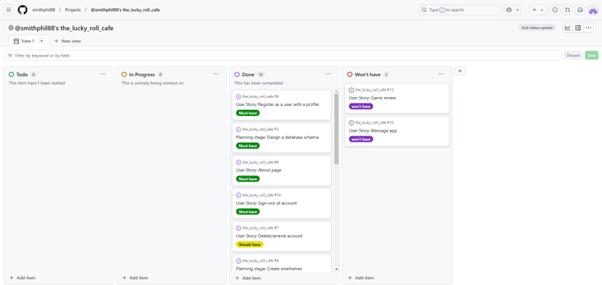 smithphil88 / Projects / @smithphil88's the_lucky_roll_cafe
Type / to search
@smithphil88's the_lucky_roll_cafe
Add status update
View 1
+ New view
Filter by keyword or by field
Discard
Save
Todo 0
This item hasn't been started
+ Add item
In Progress 0
This is actively being worked on
+ Add item
Done
This has been completed
the_lucky_roll_cafe
User Story: Register as a user with a profile
Must have
the_lucky_roll_cafe
Planning stage: Design a database schema
Must have
the_lucky_roll_cafe
User Story: About page
Must have
the_lucky_roll_cafe #14
User Story: Sign-out of account
Must have
the_lucky_roll_cafe #7
User Story: Delete/amend account
Should have
the_lucky_roll_cafe
Planning stage: Create wireframes
+ Add item
Won't have 2
the_lucky_roll_cafe #13
User Story: Game review
won't have
the_lucky_roll_cafe
User Story: Message app
won't have
+ Add item